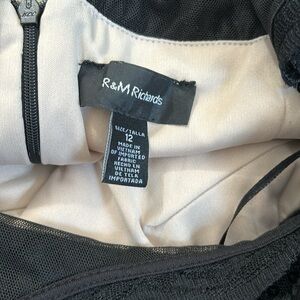 R&M Richards
SIZE/TALLA
12
MADE IN
VIETNAM
OF IMPORTED
FABRIC
HECHO EN
VIETNAM
DE TELA
IMPORTADA